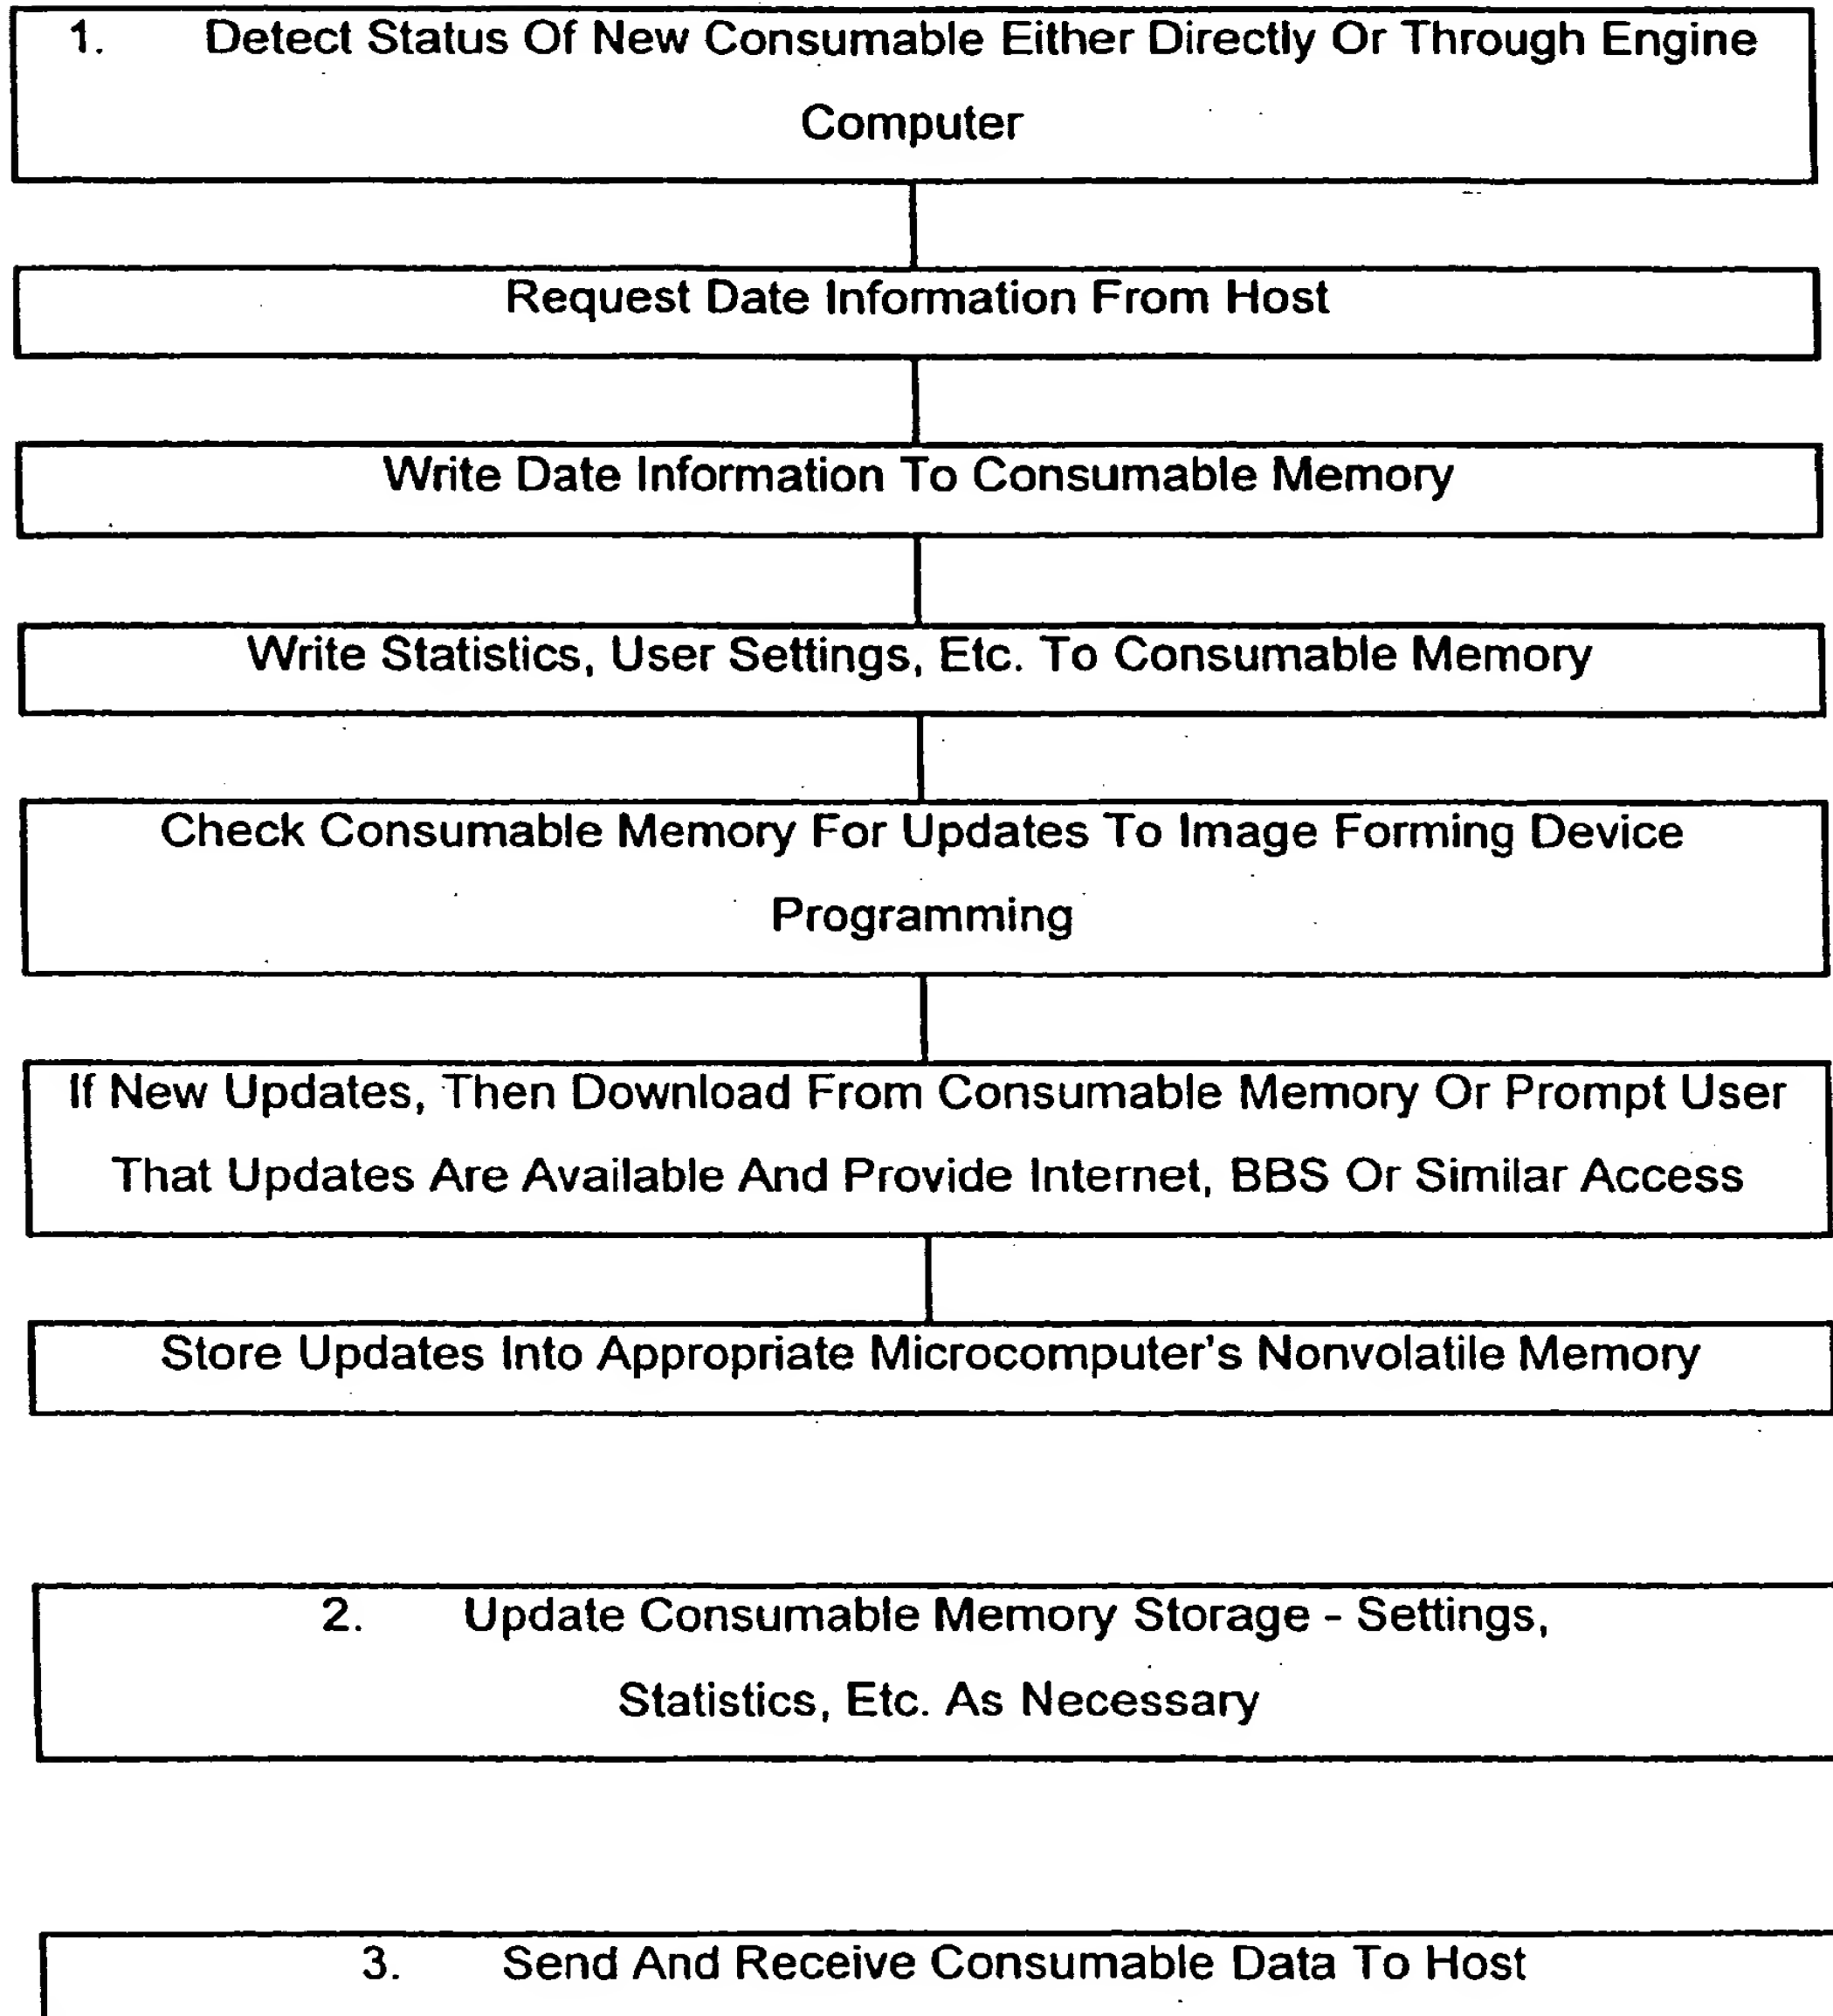 1. Detect Status Of New Consumable Either Directly Or Through Engine
Computer
Request Date Information From Host
Write Date Information To Consumable Memory
Write Statistics, User Settings, Etc. To Consumable Memory
Check Consumable Memory For Updates To Image Forming Device
Programming
If New Updates, Then Download From Consumable Memory Or Prompt User
That Updates Are Available And Provide Internet, BBS Or Similar Access
Store Updates Into Appropriate Microcomputer's Nonvolatile Memory
2. Update Consumable Memory Storage - Settings,
Statistics, Etc. As Necessary
3. Send And Receive Consumable Data To Host